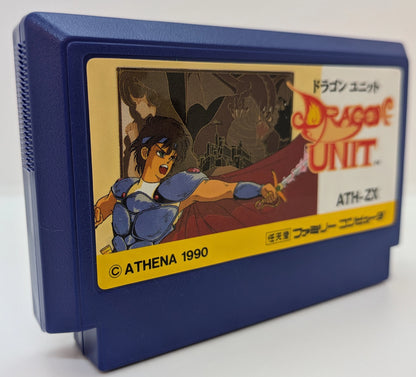 ドラゴン ユニット
DRAGON
UNIT
ATH-ZX
© ATHENA 1990
任天堂 ファミリー コンピュータ